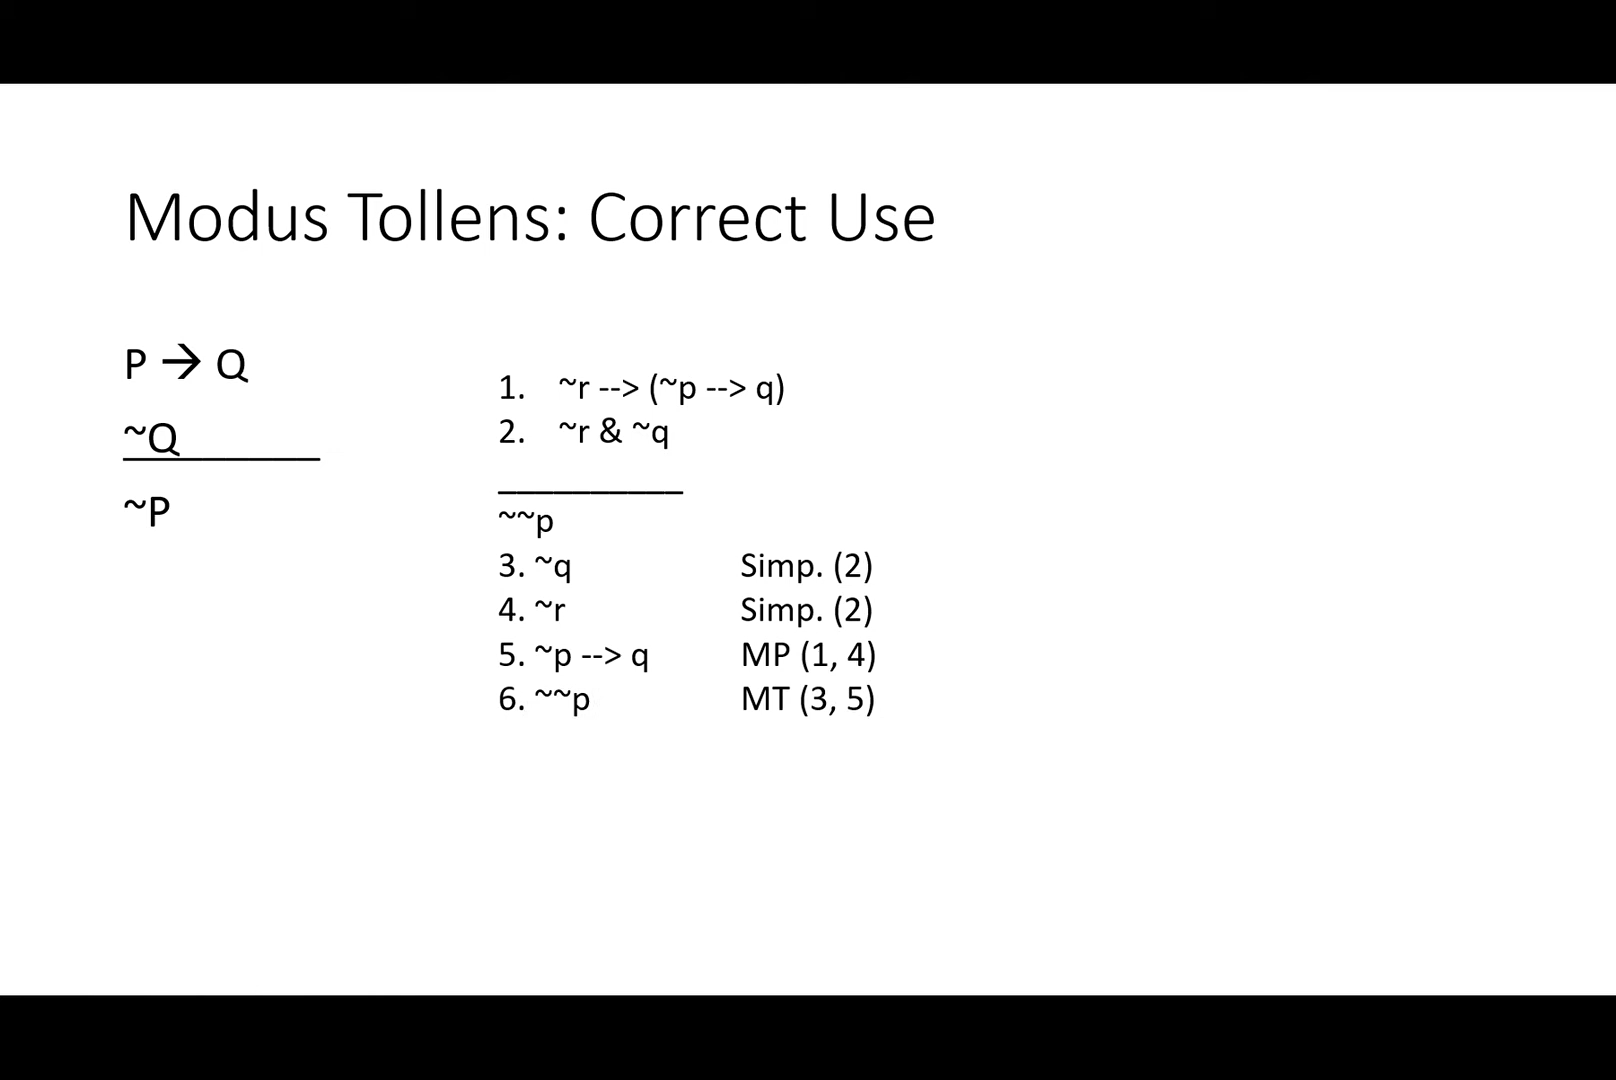 Modus Tollens: Correct Use
P → Q
~Q
~P
1. ~r --> (~p --> q)
2. ~r & ~q
__________
~~p
3. ~q Simp. (2)
4. ~r Simp. (2)
5. ~p --> q MP (1, 4)
6. ~~p MT (3, 5)